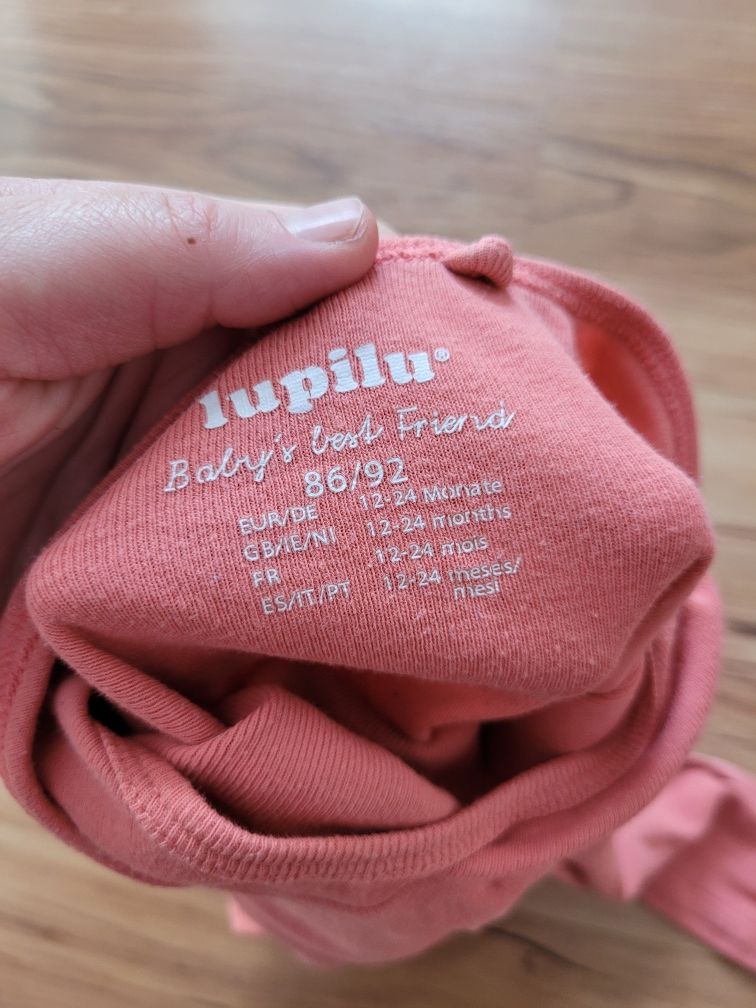 lupilu®
Baby's best Friend
86/92
EUR/DE 12-24 Monate
GB/IE/NI 12-24 months
FR 12-24 mois
ES/IT/PT 12-24 meses/
mesi